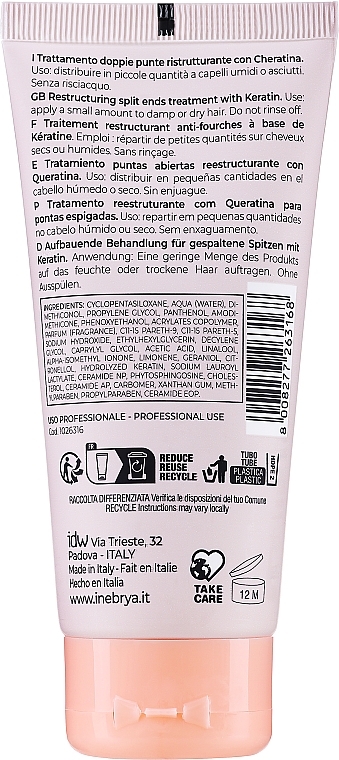 I Trattamento doppie punte ristrutturante con Cheratina.
Uso: distribuire in piccole quantità a capelli umidi o asciutti.
Senza risciacquo.
GB Restructuring split ends treatment with Keratin. Use:
apply a small amount to damp or dry hair. Do not rinse off.
F Traitement restructurant anti-fourches à base de
Kératine. Emploi : répartir de petites quantités sur cheveux
secs ou humides. Sans rinçage.
E Tratamiento puntas abiertas reestructurante con
Queratina. Uso: distribuir en pequeñas cantidades en el
cabello húmedo o seco. Sin enjuague.
P Tratamento reestruturante com Queratina para
pontas espigadas. Uso: repartir em pequenas quantidades
no cabelo húmido ou seco. Sem enxaguamento.
D Aufbauende Behandlung für gespaltene Spitzen mit
Keratin. Anwendung: Eine geringe Menge des Produkts
auf das feuchte oder trockene Haar auftragen. Ohne
Ausspülen.
INGREDIENTS: CYCLOPENTASILOXANE, AQUA (WATER), DI-
METHICONOL, PROPYLENE GLYCOL, PANTHENOL, AMODI-
METHICONE, PHENOXYETHANOL, ACRYLATES COPOLYMER,
PARFUM (FRAGRANCE), C11-15 PARETH-9, C11-15 PARETH-5,
SODIUM HYDROXIDE, ETHYLHEXYLGLYCERIN, DECYLENE
GLYCOL, CAPRYLYL GLYCOL, ACETIC ACID, LINALOOL,
ALPHA-ISOMETHYL IONONE, LIMONENE, GERANIOL, CIT-
RONELLOL, HYDROLYZED KERATIN, SODIUM LAUROYL
LACTYLATE, CERAMIDE NP, PHYTOSPHINGOSINE, CHOLES-
TEROL, CERAMIDE AP, CARBOMER, XANTHAN GUM, METH-
YLPARABEN, PROPYLPARABEN, CERAMIDE EOP.
8 008277 263168
USO PROFESSIONALE - PROFESSIONAL USE
Cod. 1026316
FR
REDUCE
REUSE
RECYCLE
TUBO
TUBE
PLASTICA
PLASTIC
HDPE 2
RACCOLTA DIFFERENZIATA Verifica le disposizioni del tuo Comune
RECYCLE Instructions may vary locally
idw Via Trieste, 32
Padova - ITALY
Made in Italy - Fait en Italie
Hecho en Italia
www.inebrya.it
TAKE
CARE
12 M